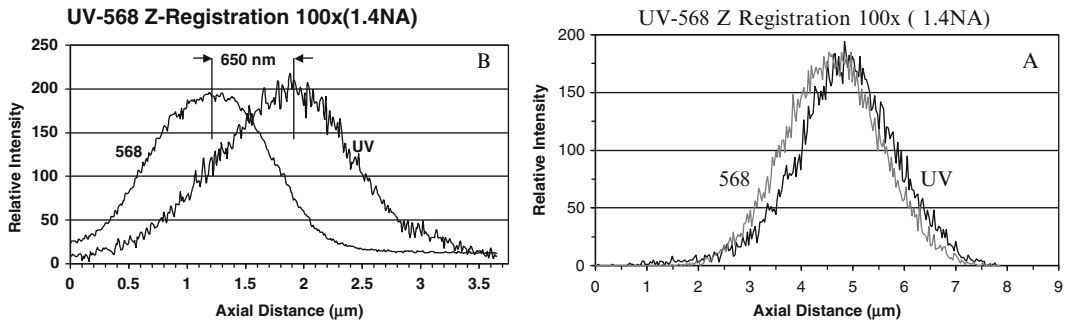 UV-568 Z-Registration 100x(1.4NA)
250
200
150
100
50
0
Relative Intensity
650 nm
B
568
UV
0
0.5
1
1.5
2
2.5
3
3.5
Axial Distance (µm)
UV-568 Z Registration 100x ( 1.4NA)
200
150
100
50
0
Relative Intensity
A
568
UV
0
1
2
3
4
5
6
7
8
9
Axial Distance (µm)